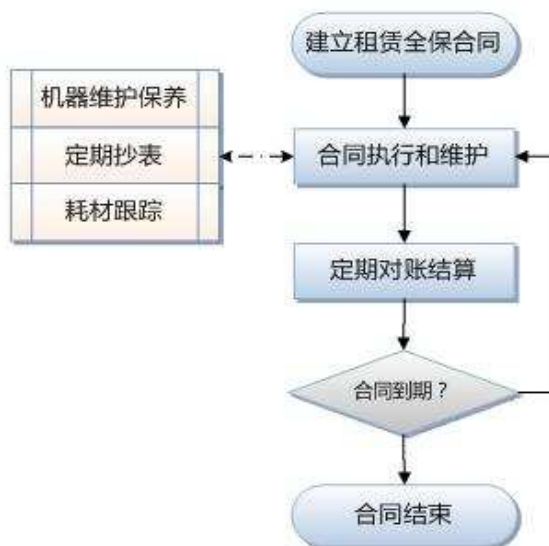 建立租赁全保合同
机器维护保养
定期抄表
耗材跟踪
合同执行和维护
定期对账结算
合同到期？
合同结束